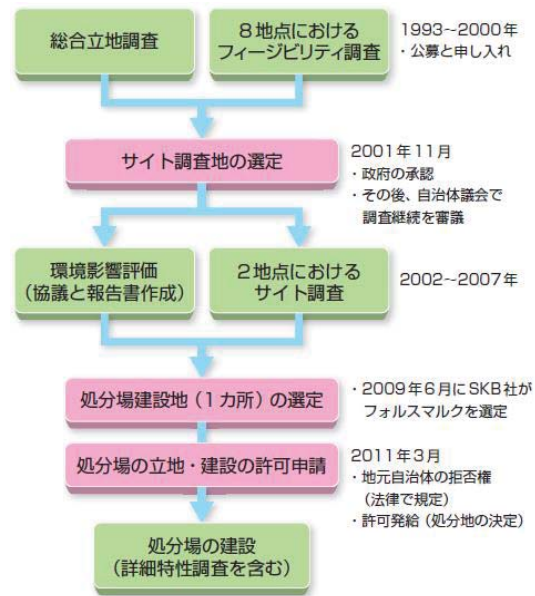 総合立地調査
8地点における
フィージビリティ調査
1993～2000年
・公募と申し入れ
サイト調査地の選定
2001年11月
・政府の承認
・その後、自治体議会で
調査継続を審議
環境影響評価
（協議と報告書作成）
2地点における
サイト調査
2002～2007年
処分場建設地（1カ所）の選定
・2009年6月にSKB社が
フォルスマルクを選定
処分場の立地・建設の許可申請
2011年3月
・地元自治体の拒否権
（法律で規定）
・許可発給（処分地の決定）
処分場の建設
（詳細特性調査を含む）